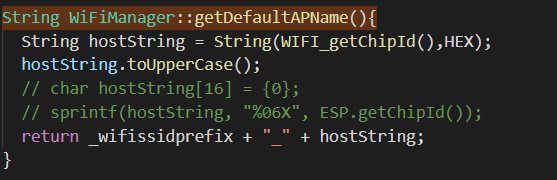 String WiFiManager::getDefaultAPName(){
  String hostString = String(WIFI_getChipId(),HEX);
  hostString.toUpperCase();
  // char hostString[16] = {0};
  // sprintf(hostString, "%06X", ESP.getChipId());
  return _wifissidprefix + "_" + hostString;
}